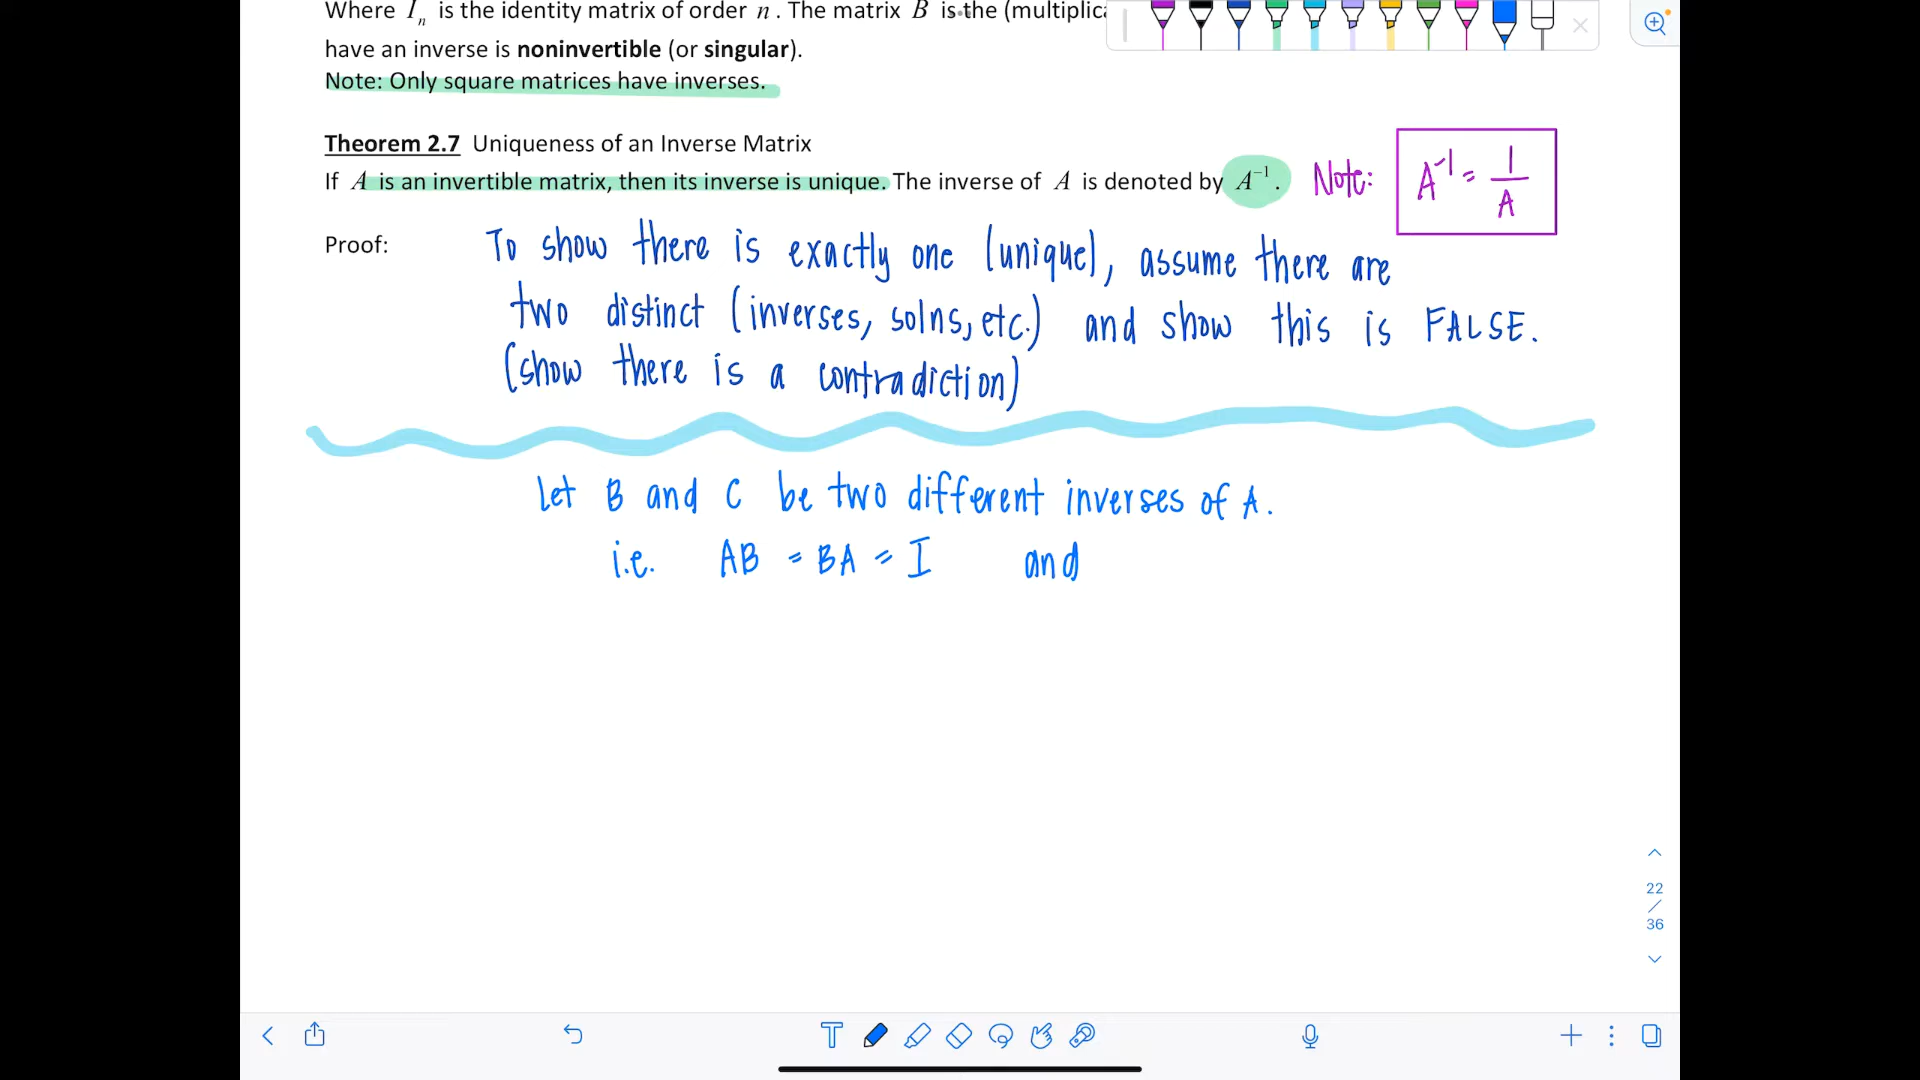 Where Iₙ is the identity matrix of order n. The matrix B is the (multiplica
have an inverse is noninvertible (or singular).
Note: Only square matrices have inverses.
Theorem 2.7 Uniqueness of an Inverse Matrix
If A is an invertible matrix, then its inverse is unique. The inverse of A is denoted by A⁻¹. Note: A⁻¹ = 1/A
Proof: To show there is exactly one (unique), assume there are
two distinct (inverses, solns, etc.) and show this is FALSE.
(show there is a contradiction)
Let B and C be two different inverses of A.
i.e. AB = BA = I and
22
/
36